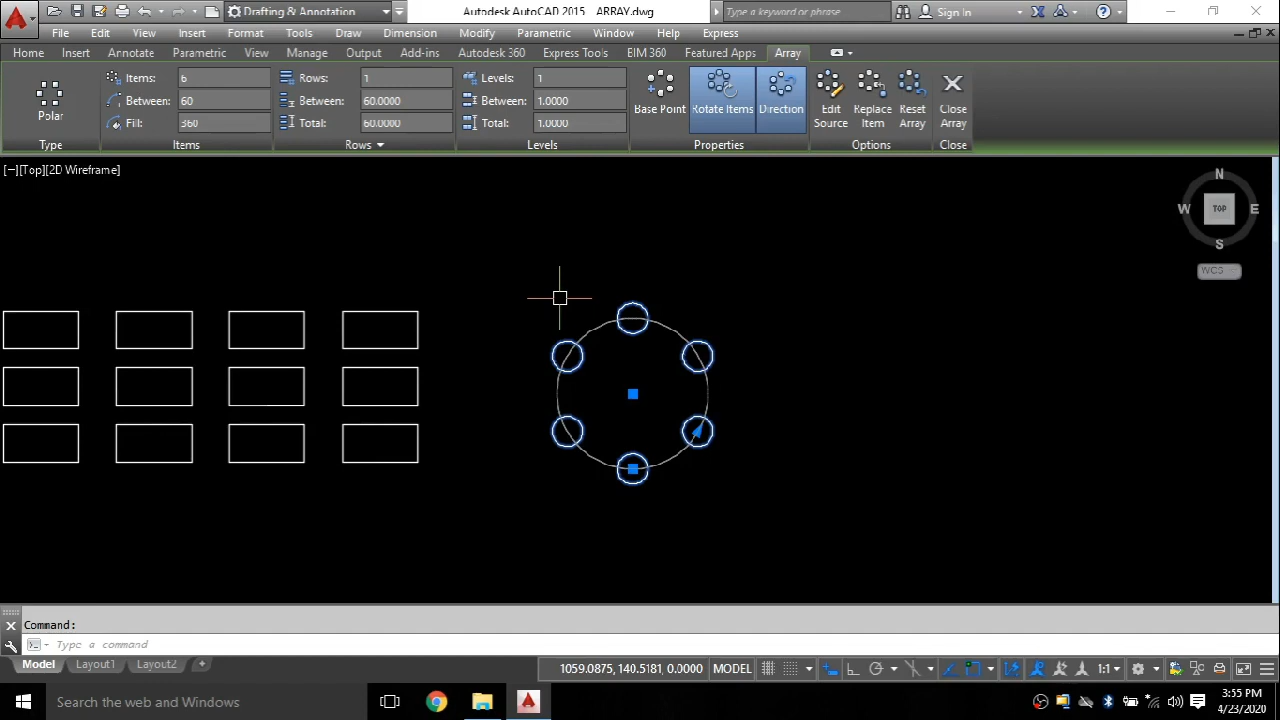 Drafting & Annotation
Autodesk AutoCAD 2015 ARRAY.dwg
Type a keyword or phrase
Sign In
File Edit View Insert Format Tools Draw Dimension Modify Parametric Window Help Express
Home Insert Annotate Parametric View Manage Output Add-ins Autodesk 360 Express Tools BIM 360 Featured Apps Array
Items: 6 Rows: 1 Levels: 1
Between: 60 Between: 60.0000 Between: 1.0000
Fill: 360 Total: 60.0000 Total: 1.0000
Polar
Base Point Rotate Items Direction
Edit Source Replace Item Reset Array Close Array
Type Items Rows Levels Properties Options Close
[−][Top][2D Wireframe]
N
W TOP E
S
WCS
Command:
Type a command
Model Layout1 Layout2 +
1059.0875, 140.5181, 0.0000 MODEL 1:1
Search the web and Windows
3:55 PM
4/23/2020